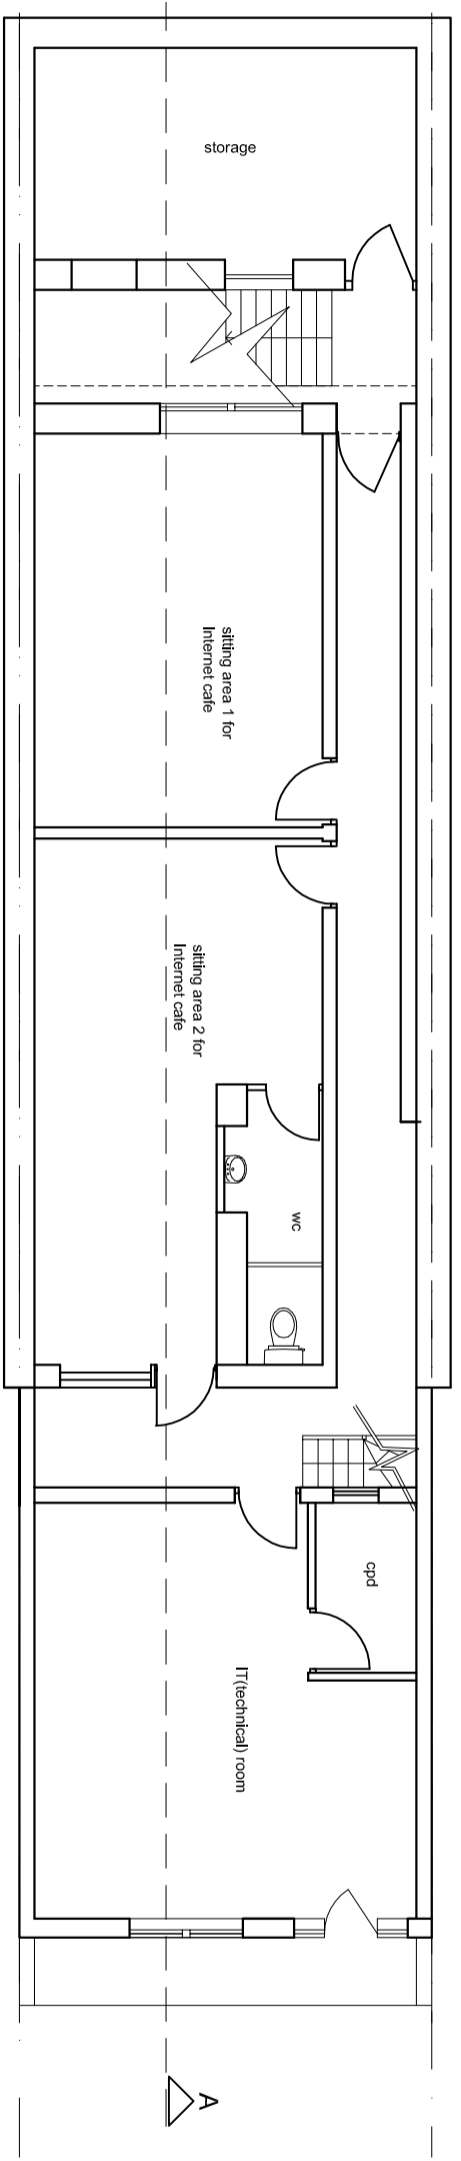 storage
sitting area 1 for
Internet cafe
sitting area 2 for
Internet cafe
wc
cpd
IT(technical) room
A